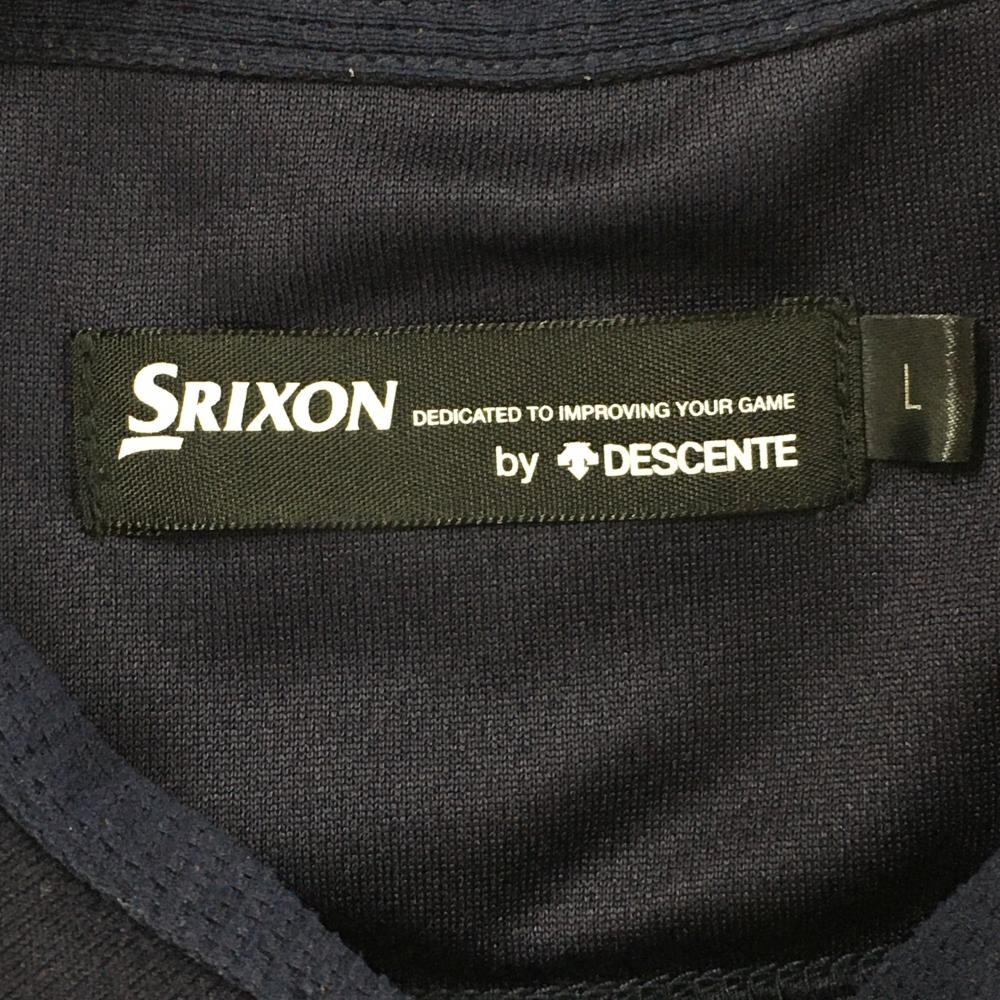 SRIXON DEDICATED TO IMPROVING YOUR GAME
by DESCENTE
L